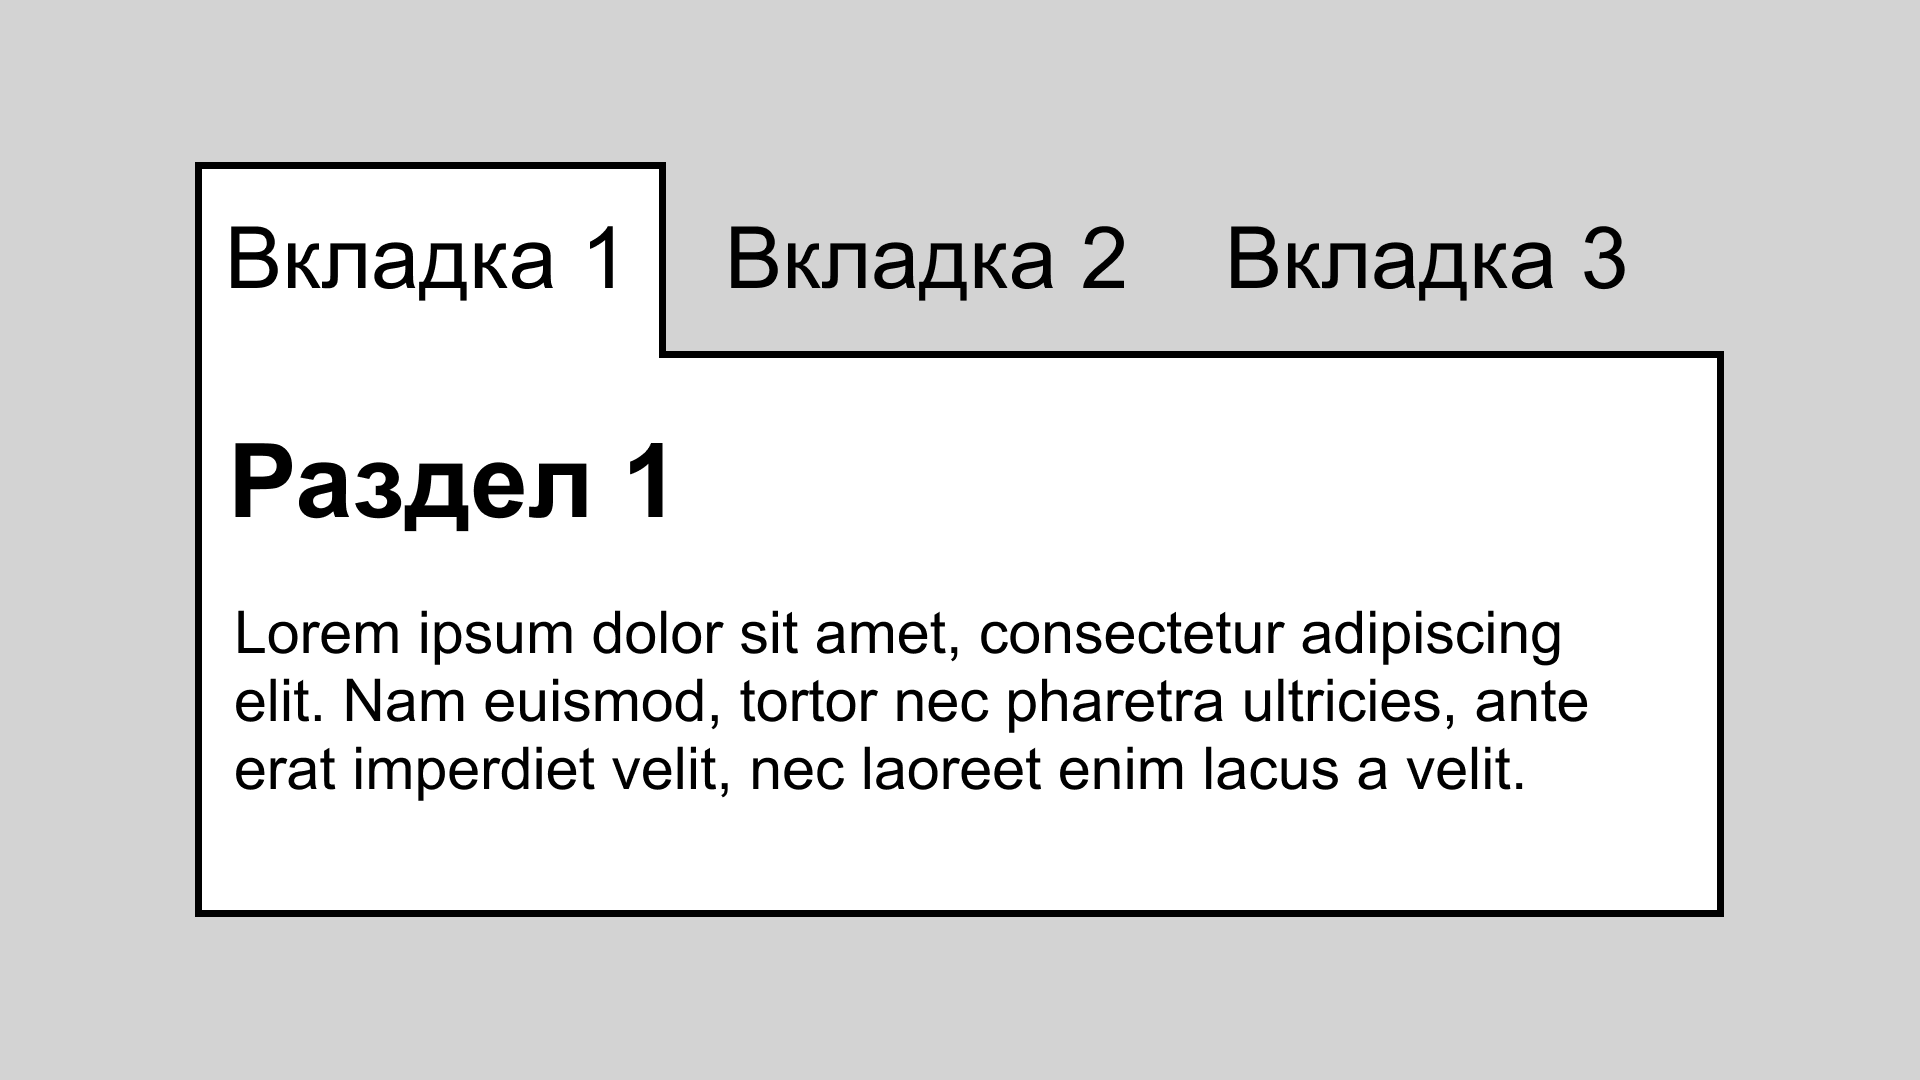 Вкладка 1 Вкладка 2 Вкладка 3
Раздел 1
Lorem ipsum dolor sit amet, consectetur adipiscing
elit. Nam euismod, tortor nec pharetra ultricies, ante
erat imperdiet velit, nec laoreet enim lacus a velit.